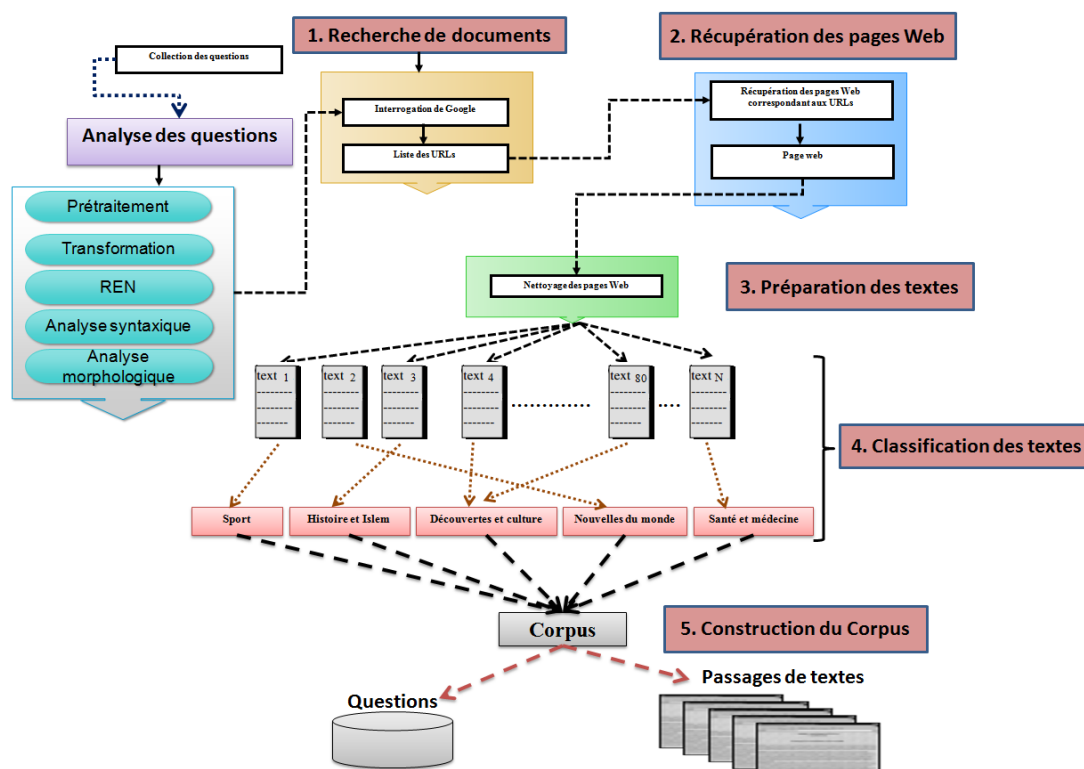 1. Recherche de documents
2. Récupération des pages Web
Collection des questions
Analyse des questions
Prétraitement
Transformation
REN
Analyse syntaxique
Analyse
morphologique
Interrogation de Google
Liste des URLs
Récupération des pages Web
correspondant aux URLs
Page web
Nettoyage des pages Web
3. Préparation des textes
text 1
text 2
text 3
text 4
text 80
text N
4. Classification des textes
Sport
Histoire et Islem
Découvertes et culture
Nouvelles du monde
Santé et médecine
Corpus
5. Construction du Corpus
Questions
Passages de textes